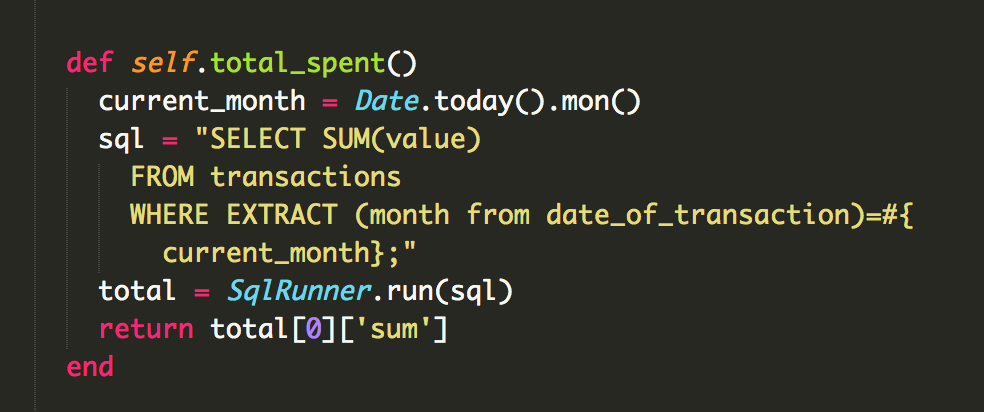 def self.total_spent()
  current_month = Date.today().mon()
  sql = "SELECT SUM(value)
    FROM transactions
    WHERE EXTRACT (month from date_of_transaction)=#{
      current_month};"
  total = SqlRunner.run(sql)
  return total[0]['sum']
end